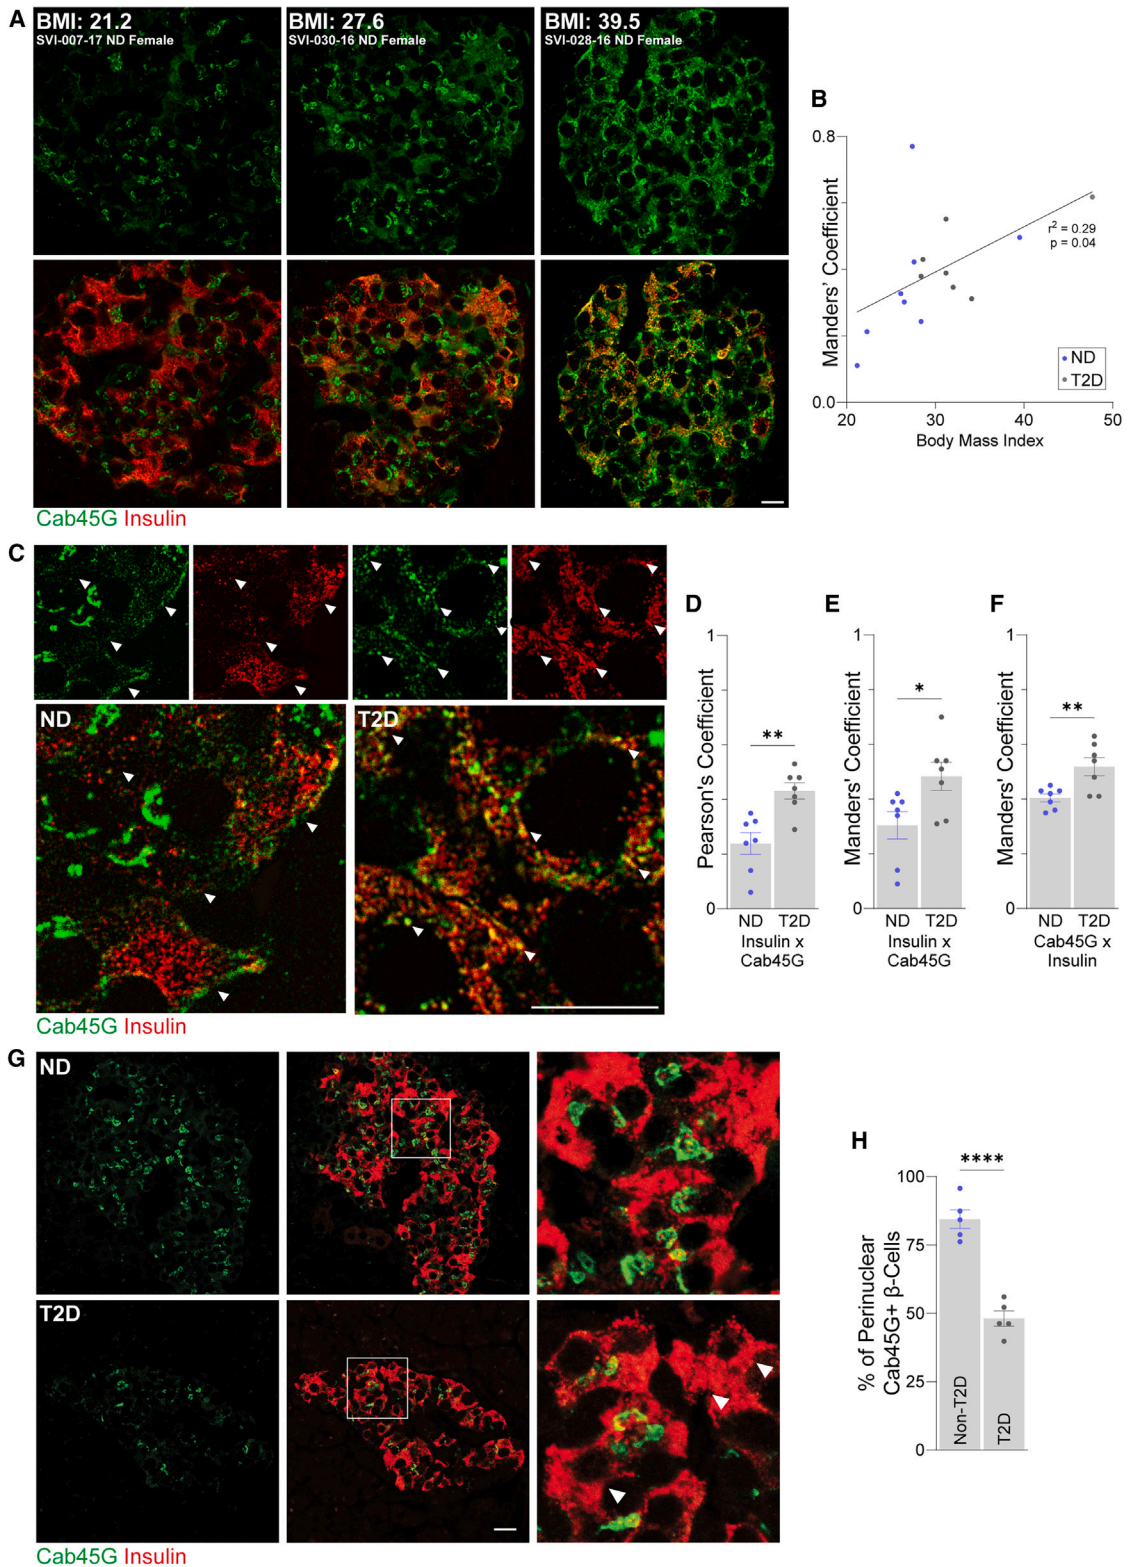 A
BMI: 21.2
SVI-007-17 ND Female
BMI: 27.6
SVI-030-16 ND Female
BMI: 39.5
SVI-028-16 ND Female
Cab45G Insulin
B
Manders' Coefficient
0.8
0.0
r² = 0.29
p = 0.04
ND
T2D
20
30
40
50
Body Mass Index
C
ND
T2D
Cab45G Insulin
D
Pearson's Coefficient
1
0
**
ND T2D
Insulin x
Cab45G
E
Manders' Coefficient
1
0
*
ND T2D
Insulin x
Cab45G
F
Manders' Coefficient
1
0
**
ND T2D
Cab45G x
Insulin
G
ND
T2D
Cab45G Insulin
H
% of Perinuclear
Cab45G+ β-Cells
****
100
75
50
25
0
Non-T2D
T2D